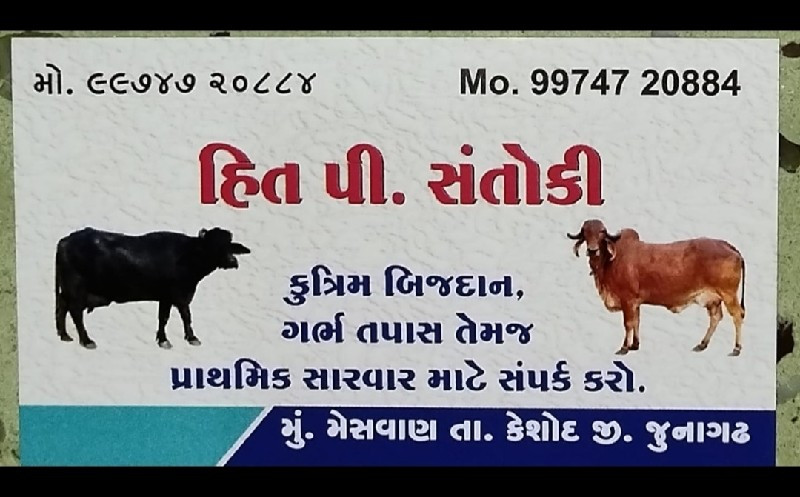 મો. ૯૯૭૪૭ ૨૦૮૮૪ Mo. 99747 20884
હિત પી. સંતોકી
કુત્રિમ બિજદાન,
ગર્ભ તપાસ તેમજ
પ્રાથમિક સારવાર માટે સંપર્ક કરો.
મું. મેસવાણ તા. કેશોદ જી. જુનાગઢ